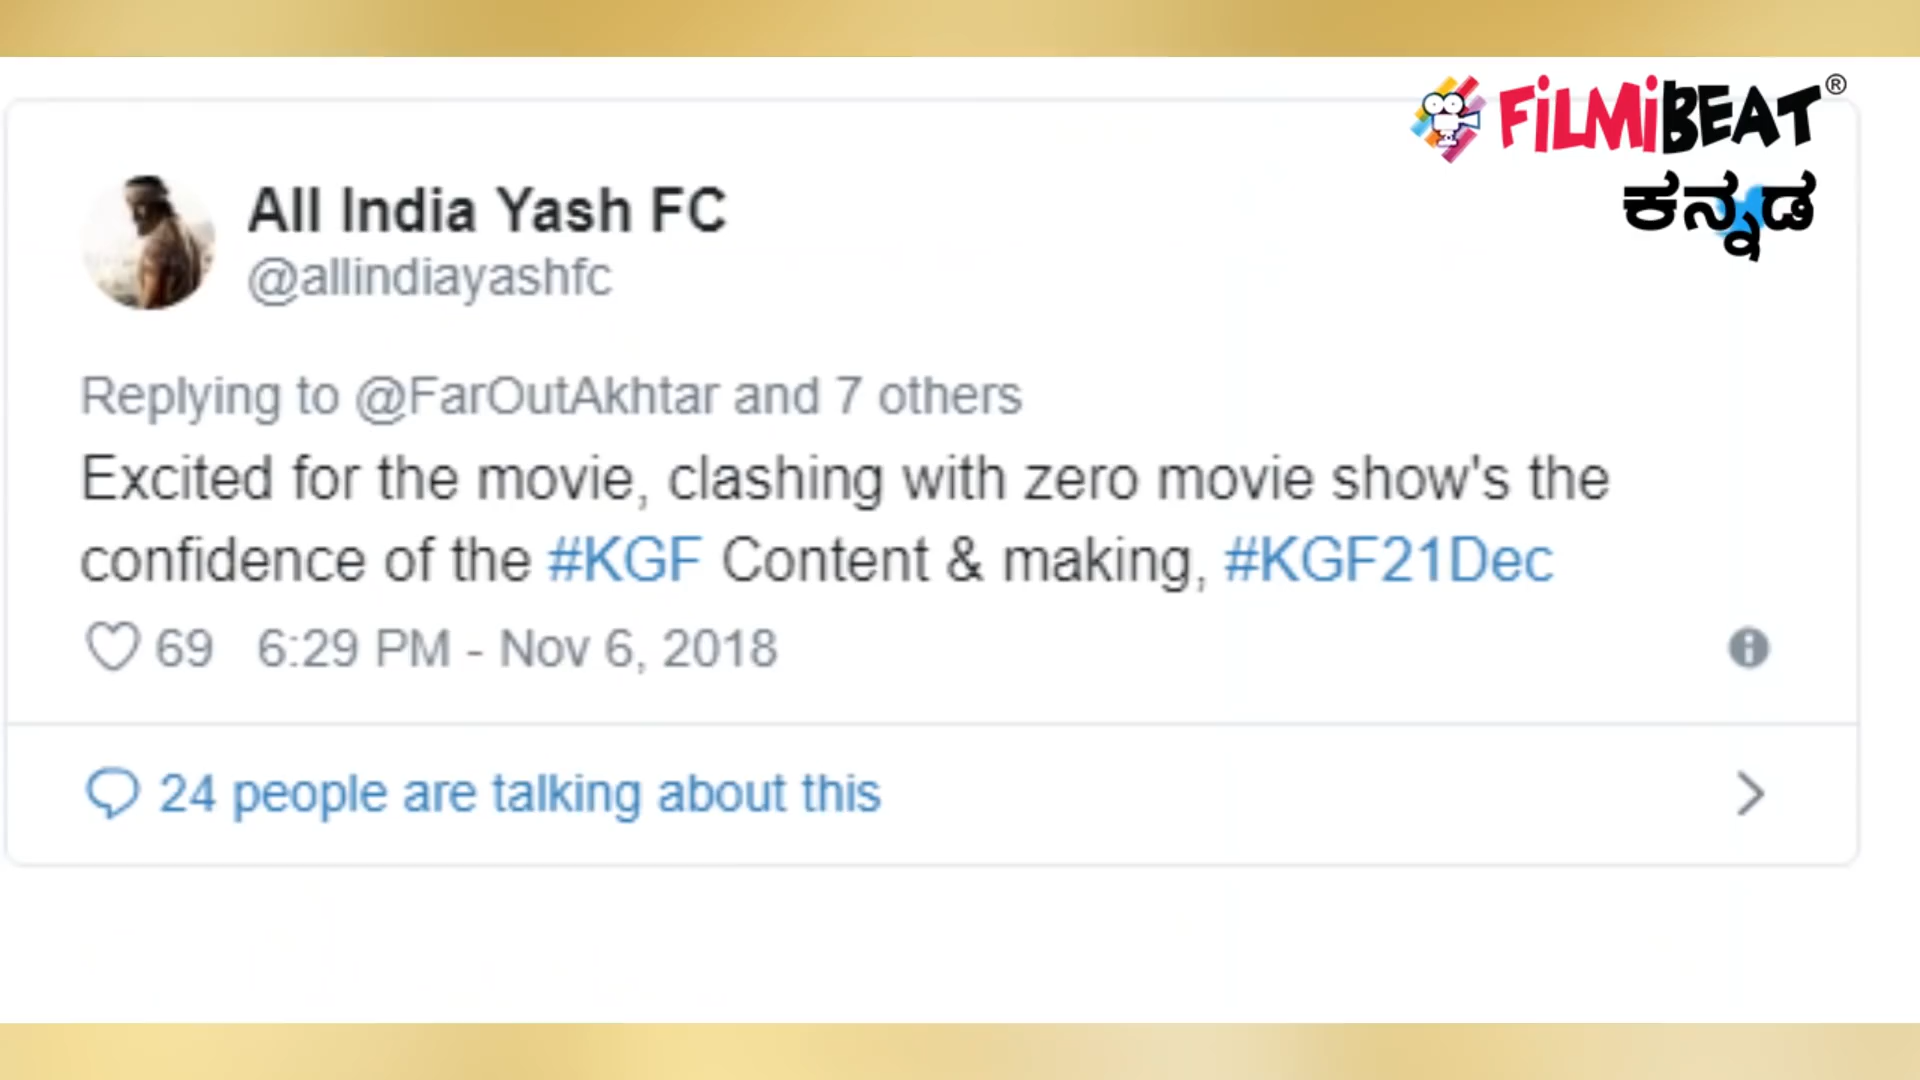 FiLMiBEAT®
ಕನ್ನಡ
All India Yash FC
@allindiayashfc
Replying to @FarOutAkhtar and 7 others
Excited for the movie, clashing with zero movie show's the
confidence of the #KGF Content & making, #KGF21Dec
69 6:29 PM - Nov 6, 2018
24 people are talking about this